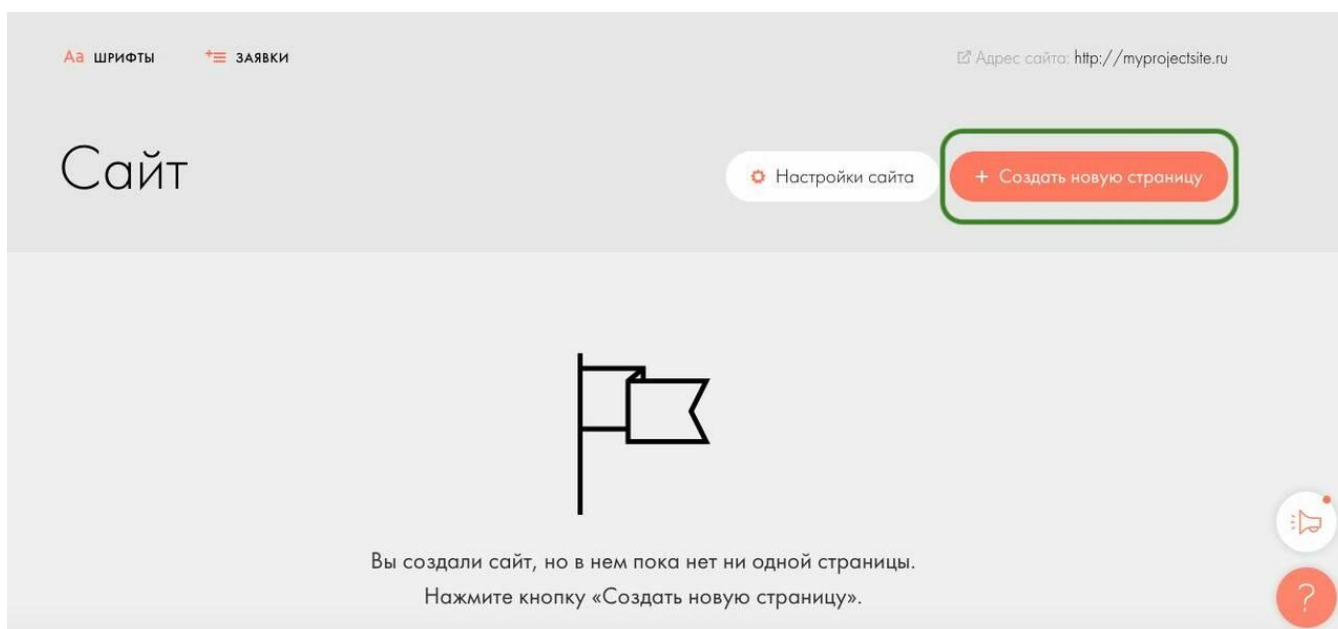 Aa ШРИФТЫ
ЗАЯВКИ
Адрес сайта: http://myprojectsite.ru
Сайт
Настройки сайта
+ Создать новую страницу
Вы создали сайт, но в нем пока нет ни одной страницы.
Нажмите кнопку «Создать новую страницу».
?